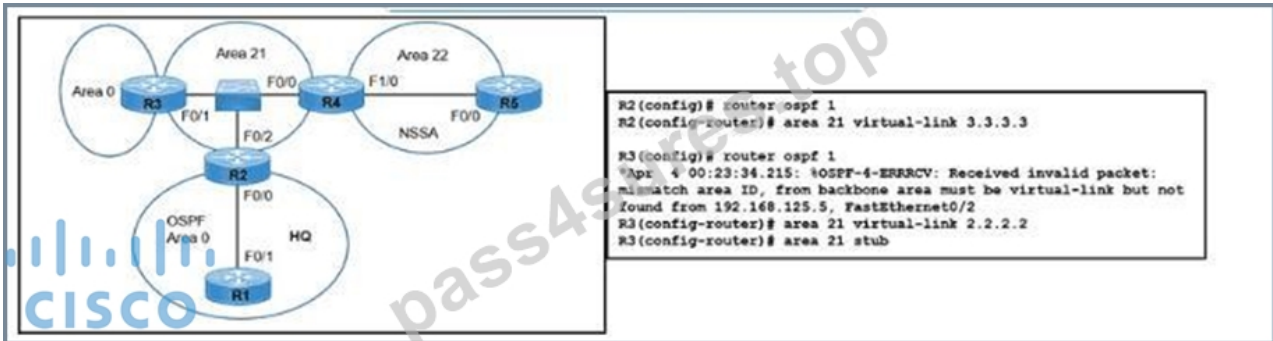 Area 0
Area 21
Area 22
R3
F0/1
F0/0
R4
F1/0
F0/0
R5
NSSA
F0/2
R2
F0/0
OSPF
Area 0
HQ
F0/1
R1
CISCO
R2(config)# router ospf 1
R2(config-router)# area 21 virtual-link 3.3.3.3
R3(config)# router ospf 1
*Apr 4 00:23:34.215: %OSPF-4-ERRRCV: Received invalid packet:
mismatch area ID, from backbone area must be virtual-link but not
found from 192.168.125.5, FastEthernet0/2
R3(config-router)# area 21 virtual-link 2.2.2.2
R3(config-router)# area 21 stub
pass4sures.top